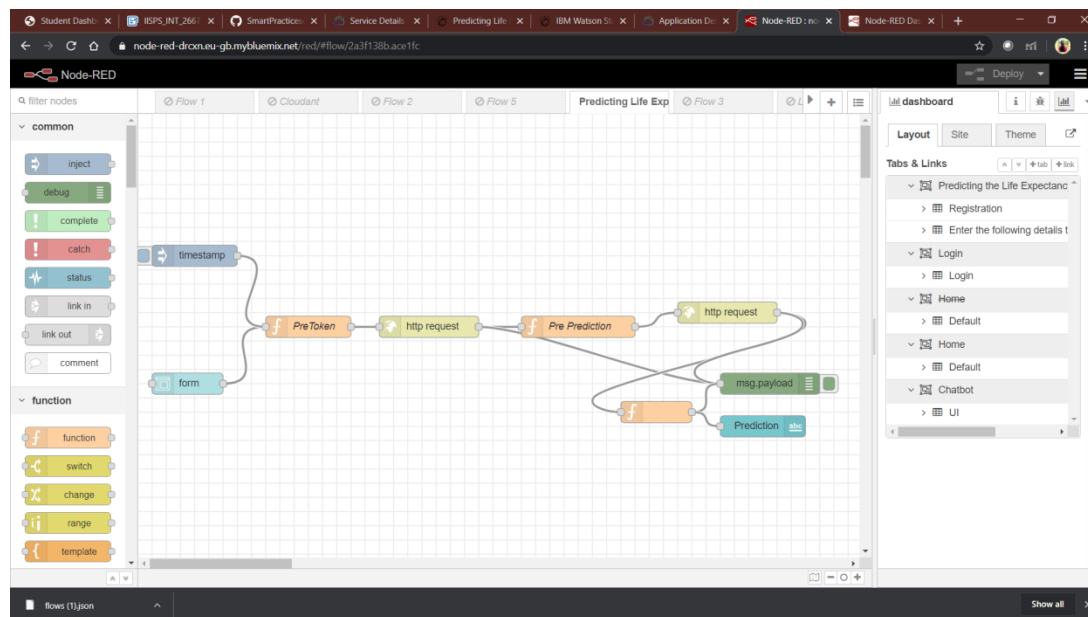 Student Dashb
IISPS_INT_2667
SmartPractices
Service Details
Predicting Life
IBM Watson St
Application De
Node-RED : no
Node-RED Das
node-red-drcxn.eu-gb.mybluemix.net/red/#flow/2a3f138b.ace1fc
Node-RED
Deploy
filter nodes
Flow 1
Cloudant
Flow 2
Flow 5
Predicting Life Exp
Flow 3
dashboard
common
inject
debug
complete
catch
status
link in
link out
comment
function
function
switch
change
range
template
timestamp
form
PreToken
http request
Pre Prediction
http request
msg.payload
Prediction
abc
Layout
Site
Theme
Tabs & Links
+tab
+link
Predicting the Life Expectanc
Registration
Enter the following details t
Login
Login
Home
Default
Home
Default
Chatbot
UI
flows (1).json
Show all